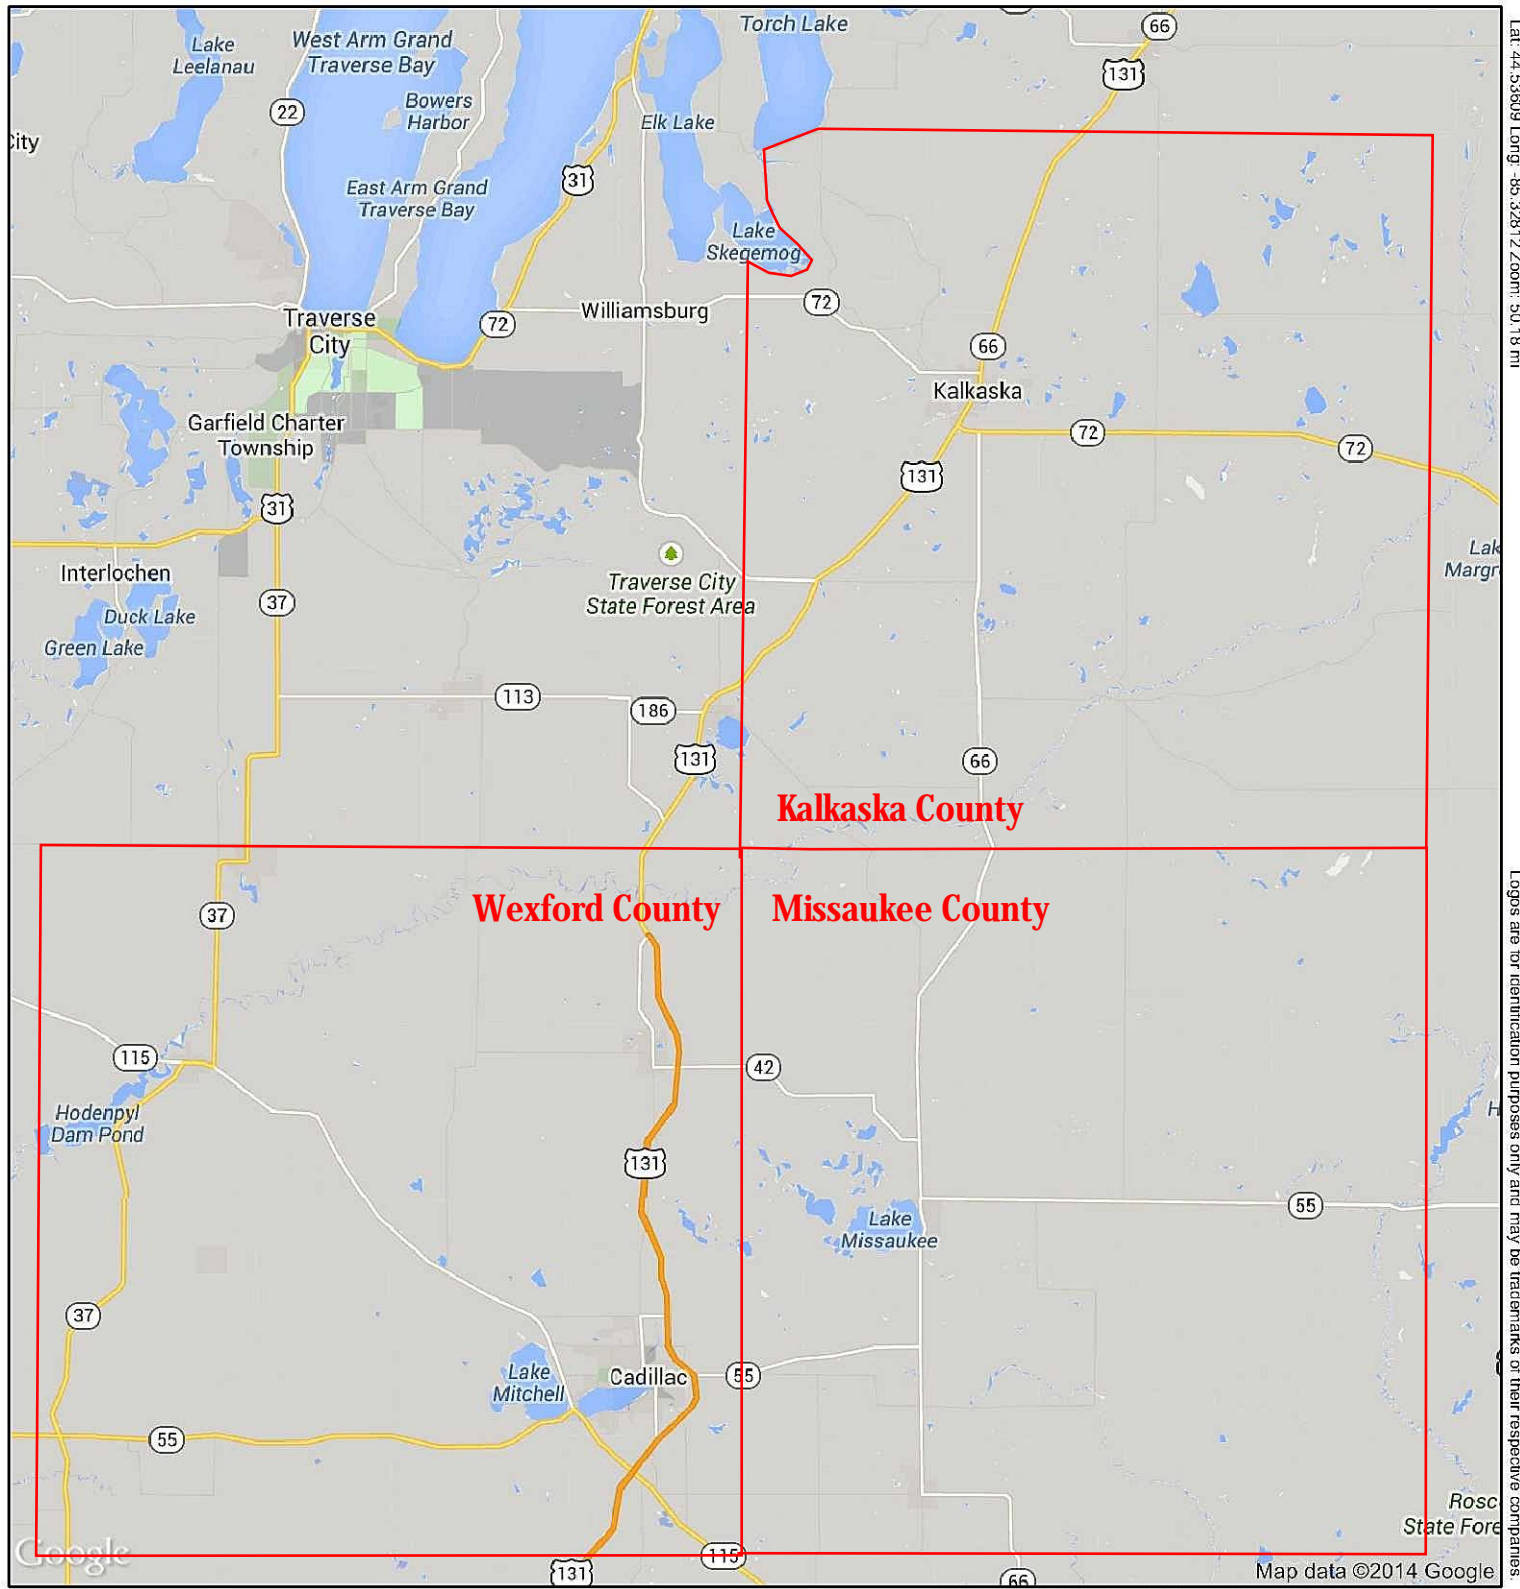 Torch Lake
66
Lake
Leelanau
West Arm Grand
Traverse Bay
131
Bowers
Harbor
22
Elk Lake
City
31
East Arm Grand
Traverse Bay
Lake
Skegemog
72
Williamsburg
Traverse
City
72
66
Kalkaska
Garfield Charter
Township
72
72
131
31
Traverse City
State Forest Area
Lak
Margr
Interlochen
37
Duck Lake
Green Lake
113
186
131
66
Kalkaska County
Wexford County
Missaukee County
37
115
42
Hodenpyl
Dam Pond
H
131
55
Lake
Missaukee
37
Lake
Mitchell
Cadillac
55
55
Rosc
State Fore
Google
115
131
66
Map data ©2014 Google
Lat: 44.53609 Long: -85.32812 Zoom: 50.18 mi
Logos are for identification purposes only and may be trademarks of their respective companies.